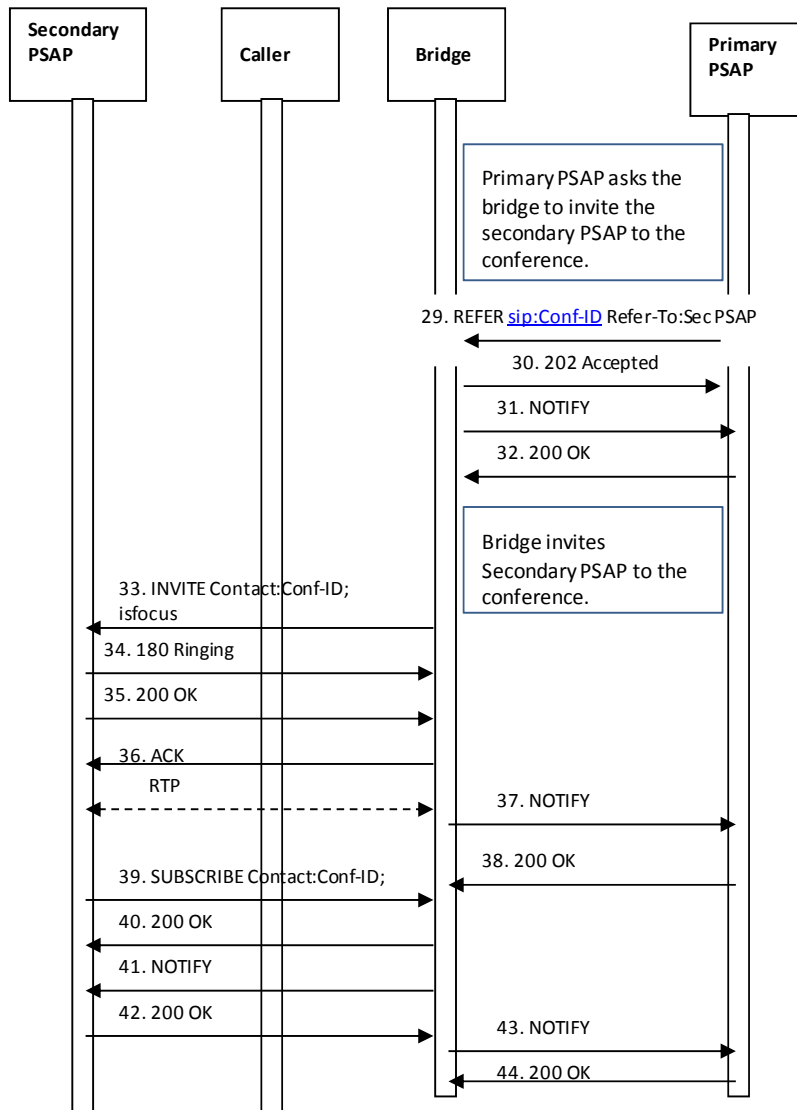 Secondary
PSAP
Caller
Bridge
Primary
PSAP
Primary PSAP asks the
bridge to invite the
secondary PSAP to the
conference.
29. REFER sip:Conf-ID Refer-To:Sec PSAP
30. 202 Accepted
31. NOTIFY
32. 200 OK
Bridge invites
Secondary PSAP to the
conference.
33. INVITE Contact:Conf-ID;
isfocus
34. 180 Ringing
35. 200 OK
36. ACK
RTP
37. NOTIFY
38. 200 OK
39. SUBSCRIBE Contact:Conf-ID;
40. 200 OK
41. NOTIFY
42. 200 OK
43. NOTIFY
44. 200 OK